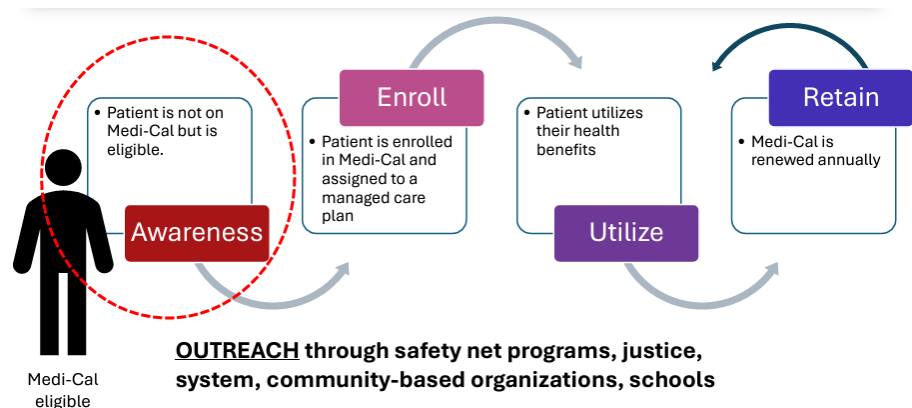 • Patient is not on
Medi-Cal but is
eligible.
Awareness
Enroll
• Patient is enrolled
in Medi-Cal and
assigned to a
managed care
plan
• Patient utilizes
their health
benefits
Utilize
Retain
• Medi-Cal is
renewed annually
OUTREACH through safety net programs, justice,
system, community-based organizations, schools
Medi-Cal
eligible